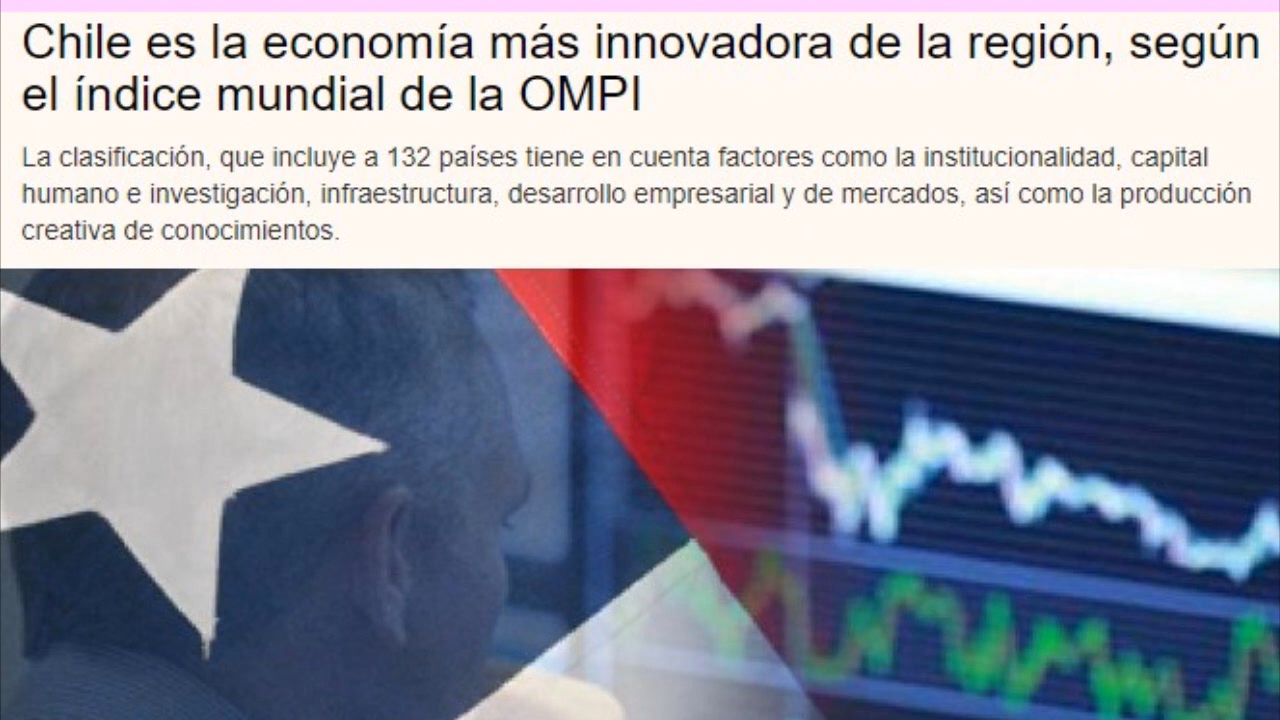 Chile es la economía más innovadora de la región, según
el índice mundial de la OMPI
La clasificación, que incluye a 132 países tiene en cuenta factores como la institucionalidad, capital
humano e investigación, infraestructura, desarrollo empresarial y de mercados, así como la producción
creativa de conocimientos.